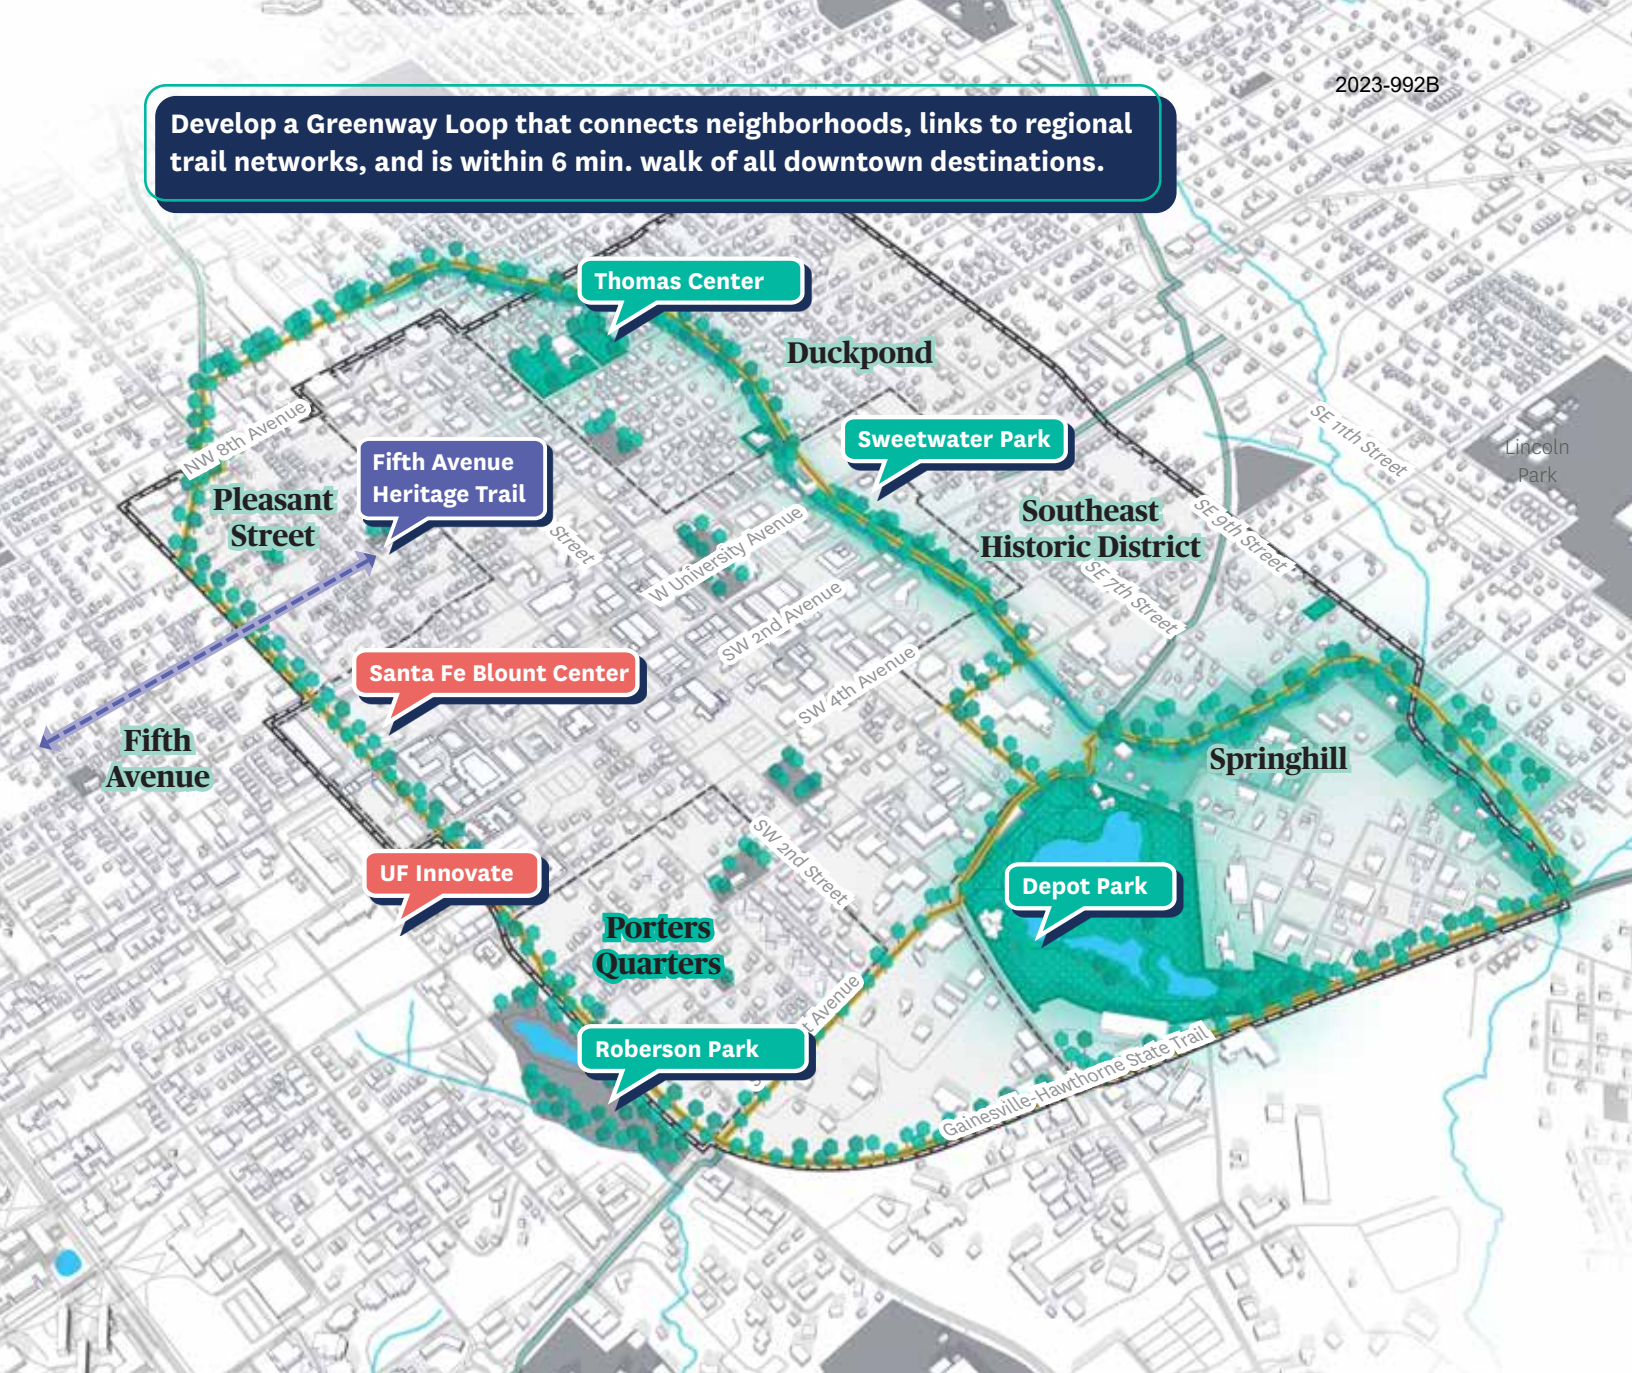 2023-992B
Develop a Greenway Loop that connects neighborhoods, links to regional
trail networks, and is within 6 min. walk of all downtown destinations.
Thomas Center
Duckpond
NW 8th Avenue
Sweetwater Park
SE 11th Street
Lincoln
Park
Fifth Avenue
Heritage Trail
Pleasant
Street
Street
W University Avenue
Southeast
Historic District
SE 9th Street
SE 7th Street
SW 2nd Avenue
SW 4th Avenue
Santa Fe Blount Center
Fifth
Avenue
Springhill
SW 2nd Street
UF Innovate
Depot Park
Porters
Quarters
Avenue
Roberson Park
Gainesville-Hawthorne State Trail